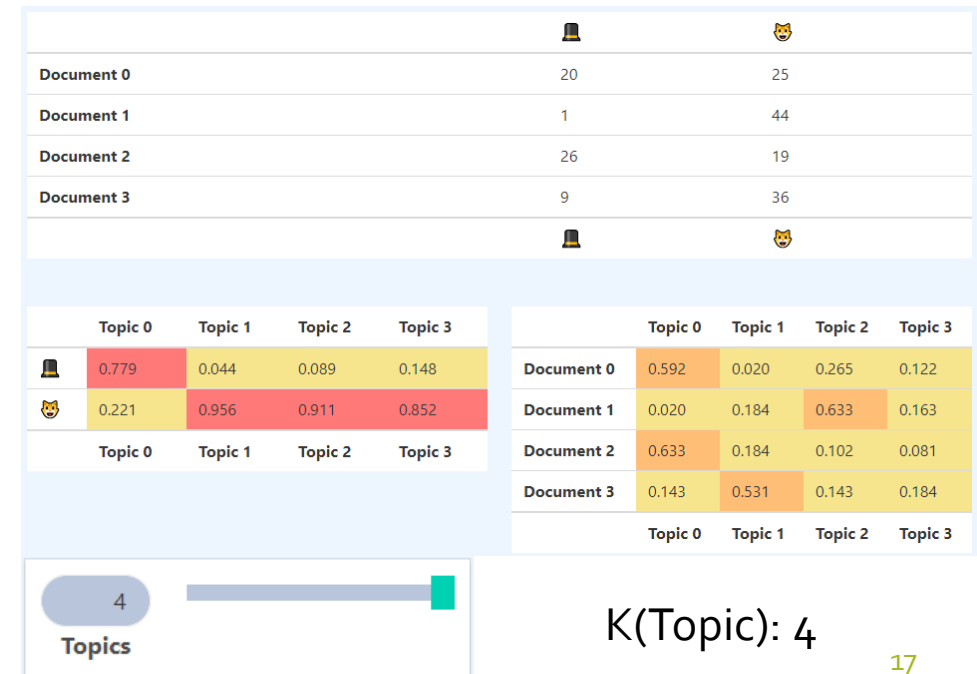 🎩 🐯
Document 0 20 25
Document 1 1 44
Document 2 26 19
Document 3 9 36
🎩 🐯
Topic 0 Topic 1 Topic 2 Topic 3
🎩 0.779 0.044 0.089 0.148
🐯 0.221 0.956 0.911 0.852
Topic 0 Topic 1 Topic 2 Topic 3
Topic 0 Topic 1 Topic 2 Topic 3
Document 0 0.592 0.020 0.265 0.122
Document 1 0.020 0.184 0.633 0.163
Document 2 0.633 0.184 0.102 0.081
Document 3 0.143 0.531 0.143 0.184
Topic 0 Topic 1 Topic 2 Topic 3
4
Topics
K(Topic): 4
17